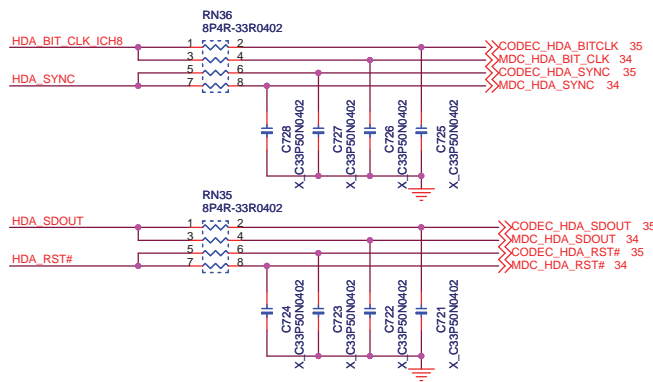 RN36
8P4R-33R0402
HDA_BIT_CLK_ICH8
1
2
CODEC_HDA_BITCLK 35
3
4
MDC_HDA_BIT_CLK 34
5
6
CODEC_HDA_SYNC 35
HDA_SYNC
7
8
MDC_HDA_SYNC 34
C728
X_C33P50N0402
C727
X_C33P50N0402
C726
X_C33P50N0402
C725
X_C33P50N0402
RN35
8P4R-33R0402
HDA_SDOUT
1
2
CODEC_HDA_SDOUT 35
3
4
MDC_HDA_SDOUT 34
5
6
CODEC_HDA_RST# 35
HDA_RST#
7
8
MDC_HDA_RST# 34
C724
X_C33P50N0402
C723
X_C33P50N0402
C722
X_C33P50N0402
C721
X_C33P50N0402